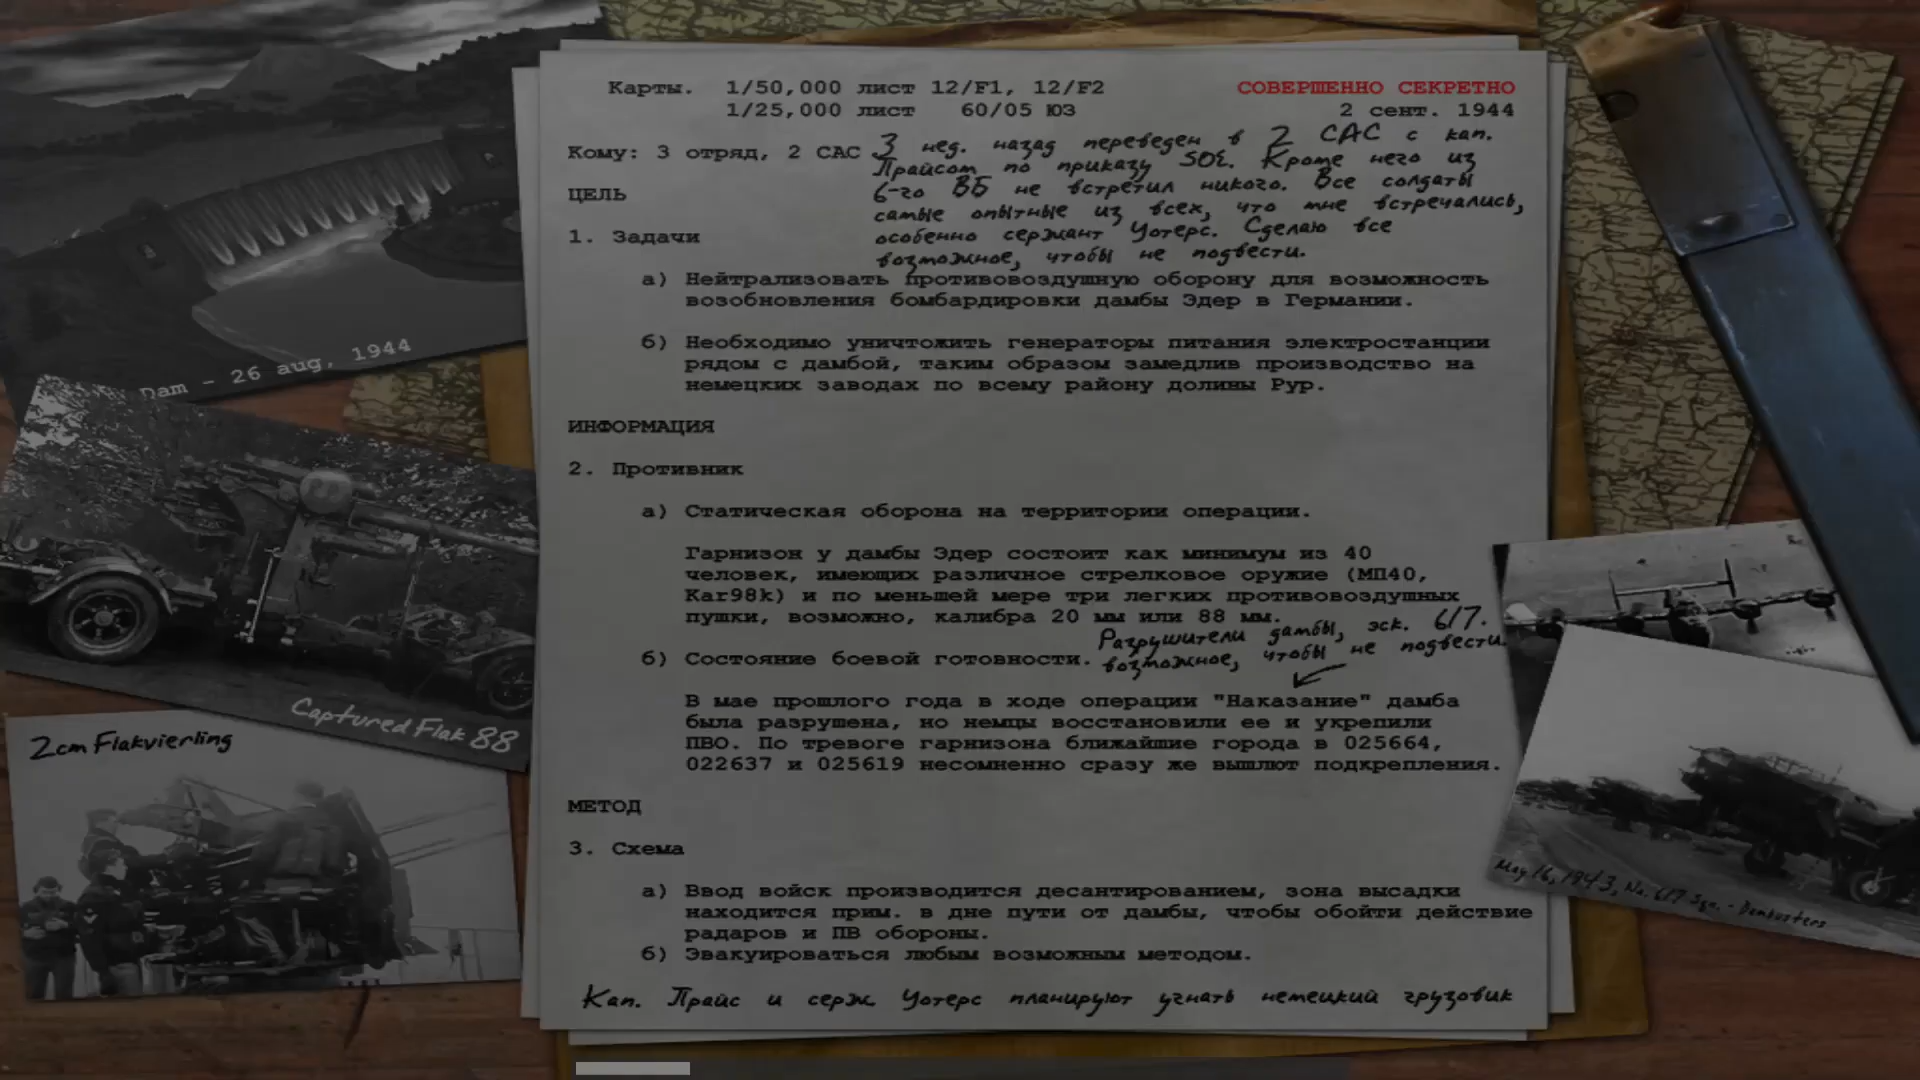 Карты. 1/50,000 лист 12/F1, 12/F2
1/25,000 лист 60/05 ЮЗ
СОВЕРШЕННО СЕКРЕТНО
2 сент. 1944
Кому: 3 отряд, 2 САС
3 нед. назад переведен в 2 САС с кап.
Прайсом по приказу SOE. Кроме него из
6-го ВБ не встретил никого. Все солдаты
самые опытные из всех, что мне встречались,
особенно сержант Уотерс. Сделаю все
возможное, чтобы не подвести.
ЦЕЛЬ
1. Задачи
а) Нейтрализовать противовоздушную оборону для возможность
возобновления бомбардировки дамбы Эдер в Германии.
б) Необходимо уничтожить генераторы питания электростанции
рядом с дамбой, таким образом замедлив производство на
немецких заводах по всему району долины Рур.
ИНФОРМАЦИЯ
2. Противник
а) Статическая оборона на территории операции.
Гарнизон у дамбы Эдер состоит как минимум из 40
человек, имеющих различное стрелковое оружие (МП40,
Kar98k) и по меньшей мере три легких противовоздушных
пушки, возможно, калибра 20 мм или 88 мм.
Разрушители дамбы, эск. 617.
возможное, чтобы не подвести.
б) Состояние боевой готовности.
В мае прошлого года в ходе операции "Наказание" дамба
была разрушена, но немцы восстановили ее и укрепили
ПВО. По тревоге гарнизона ближайшие города в 025664,
022637 и 025619 несомненно сразу же вышлют подкрепления.
МЕТОД
3. Схема
а) Ввод войск производится десантированием, зона высадки
находится прим. в дне пути от дамбы, чтобы обойти действие
радаров и ПВ обороны.
б) Эвакуироваться любым возможным методом.
Кап. Прайс и серж Уотерс планируют угнать немецкий грузовик
Dam - 26 aug, 1944
Captured Flak 88
2cm Flakvierling
May 16, 1943, No. 617 Sqn. - Dambusters